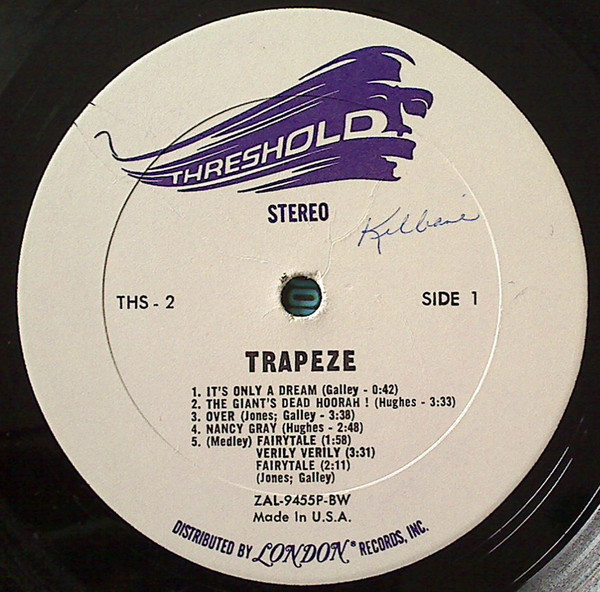 THRESHOLD
STEREO
Kilbane
THS - 2
SIDE 1
TRAPEZE
1. IT'S ONLY A DREAM (Galley - 0:42)
2. THE GIANT'S DEAD HOORAH ! (Hughes - 3:33)
3. OVER (Jones; Galley - 3:38)
4. NANCY GRAY (Hughes - 2:48)
5. (Medley) FAIRYTALE (1:58)
VERILY VERILY (3:31)
FAIRYTALE (2:11)
(Jones; Galley)
ZAL-9455P-BW
Made In U.S.A.
DISTRIBUTED BY LONDON® RECORDS, INC.